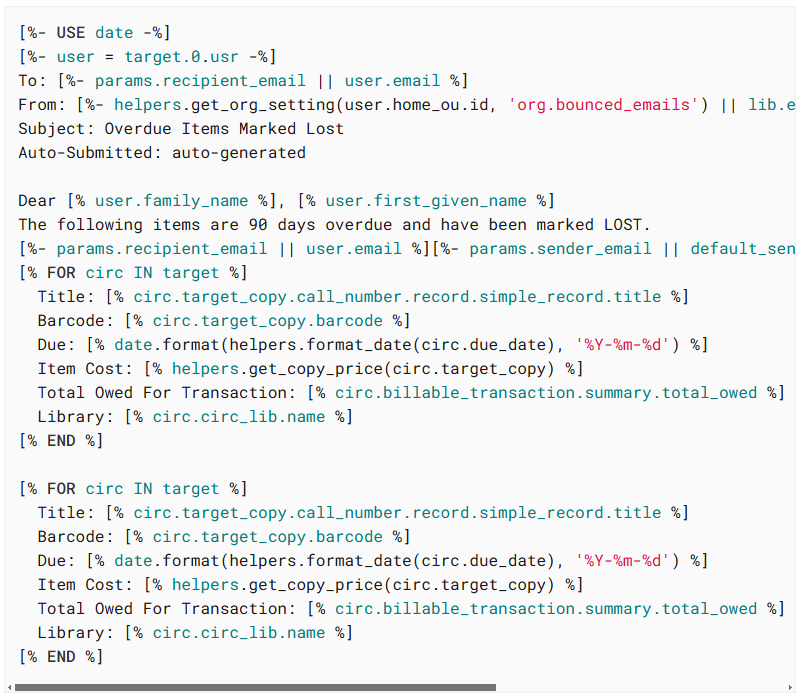 [%- USE date -%]
[%- user = target.0.usr -%]
To: [%- params.recipient_email || user.email %]
From: [%- helpers.get_org_setting(user.home_ou.id, 'org.bounced_emails') || lib.e
Subject: Overdue Items Marked Lost
Auto-Submitted: auto-generated

Dear [% user.family_name %], [% user.first_given_name %]
The following items are 90 days overdue and have been marked LOST.
[%- params.recipient_email || user.email %][%- params.sender_email || default_sen
[% FOR circ IN target %]
  Title: [% circ.target_copy.call_number.record.simple_record.title %]
  Barcode: [% circ.target_copy.barcode %]
  Due: [% date.format(helpers.format_date(circ.due_date), '%Y-%m-%d') %]
  Item Cost: [% helpers.get_copy_price(circ.target_copy) %]
  Total Owed For Transaction: [% circ.billable_transaction.summary.total_owed %]
  Library: [% circ.circ_lib.name %]
[% END %]

[% FOR circ IN target %]
  Title: [% circ.target_copy.call_number.record.simple_record.title %]
  Barcode: [% circ.target_copy.barcode %]
  Due: [% date.format(helpers.format_date(circ.due_date), '%Y-%m-%d') %]
  Item Cost: [% helpers.get_copy_price(circ.target_copy) %]
  Total Owed For Transaction: [% circ.billable_transaction.summary.total_owed %]
  Library: [% circ.circ_lib.name %]
[% END %]